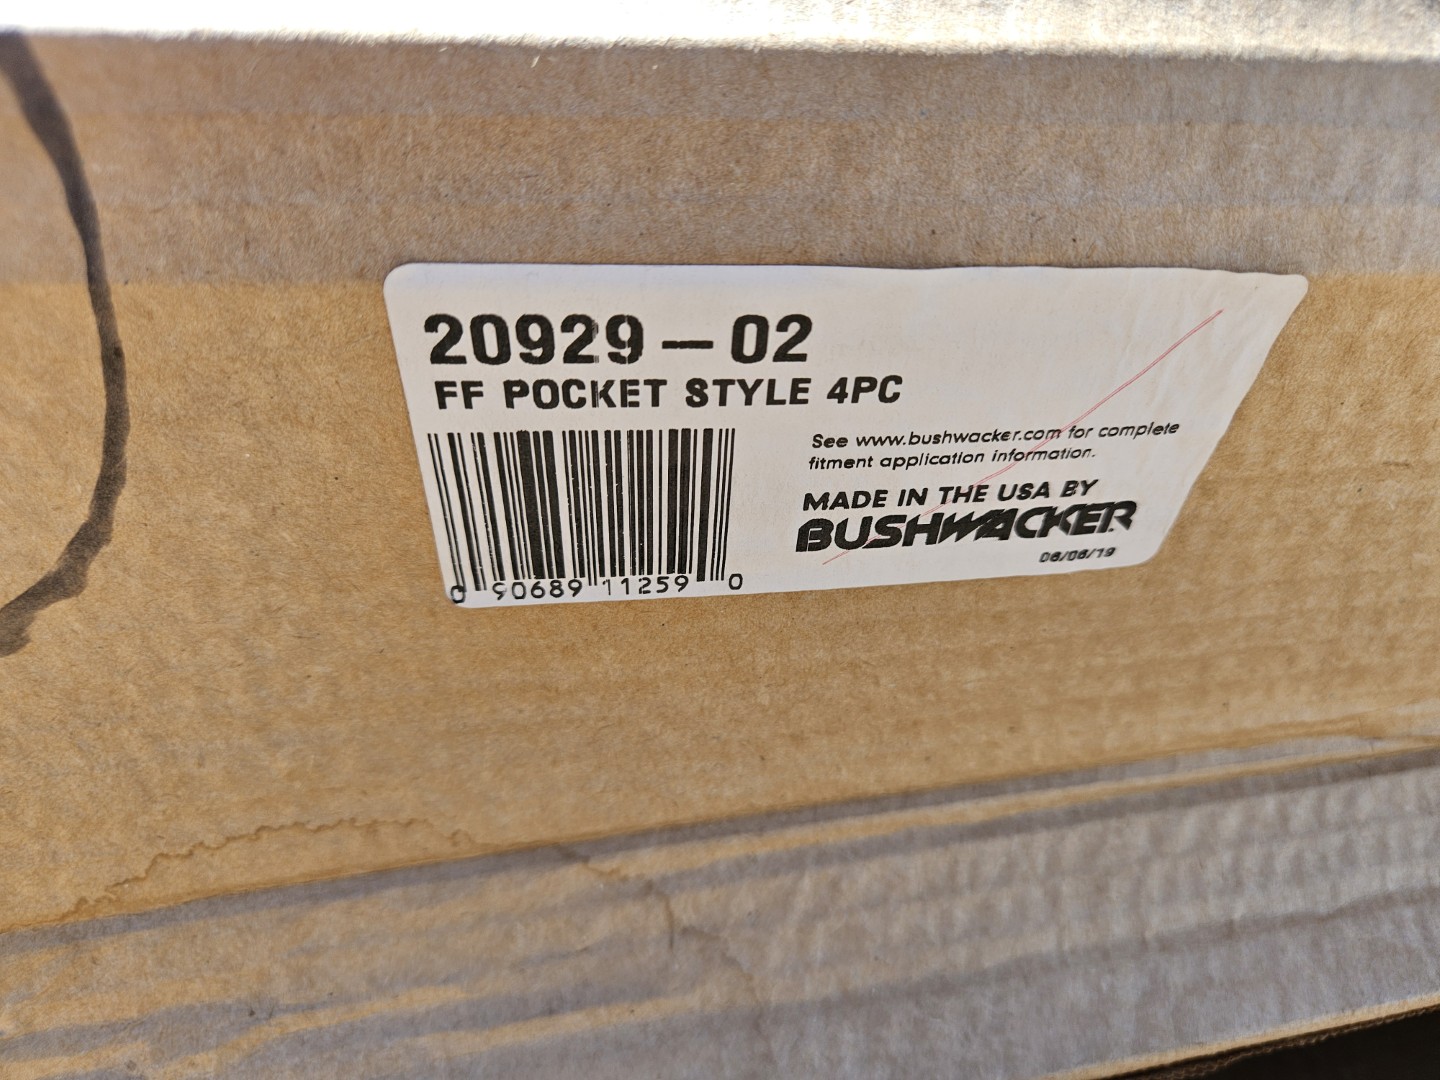 20929-02
FF POCKET STYLE 4PC
See www.bushwacker.com for complete
fitment application information.
MADE IN THE USA BY
BUSHWACKER
06/06/19
0 90689 11259 0